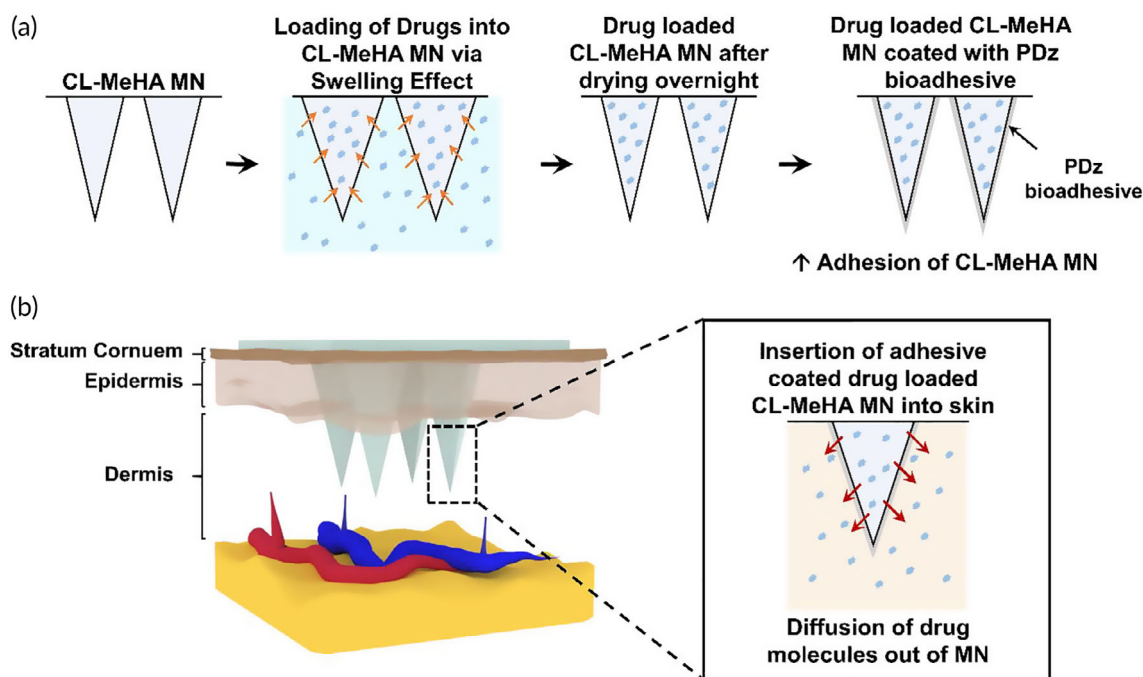 (a)
CL-MeHA MN
Loading of Drugs into
CL-MeHA MN via
Swelling Effect
Drug loaded
CL-MeHA MN after
drying overnight
Drug loaded CL-MeHA
MN coated with PDz
bioadhesive
PDz
bioadhesive
↑ Adhesion of CL-MeHA MN
(b)
Stratum Cornuem
Epidermis
Dermis
Insertion of adhesive
coated drug loaded
CL-MeHA MN into skin
Diffusion of drug
molecules out of MN